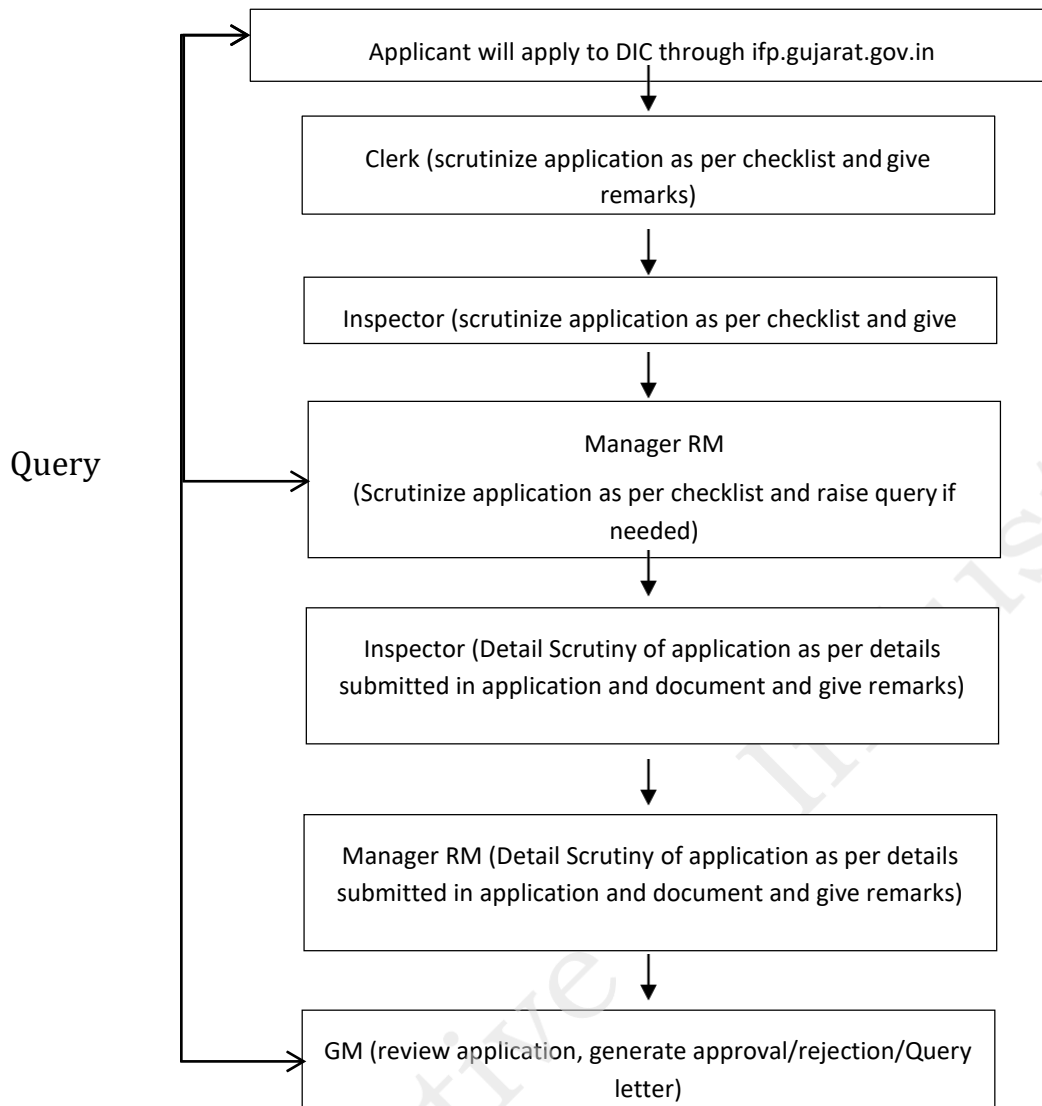 Applicant will apply to DIC through ifp.gujarat.gov.in
Clerk (scrutinize application as per checklist and give
remarks)
Inspector (scrutinize application as per checklist and give
Query
Manager RM
(Scrutinize application as per checklist and raise query if
needed)
Inspector (Detail Scrutiny of application as per details
submitted in application and document and give remarks)
Manager RM (Detail Scrutiny of application as per details
submitted in application and document and give remarks)
GM (review application, generate approval/rejection/Query
letter)